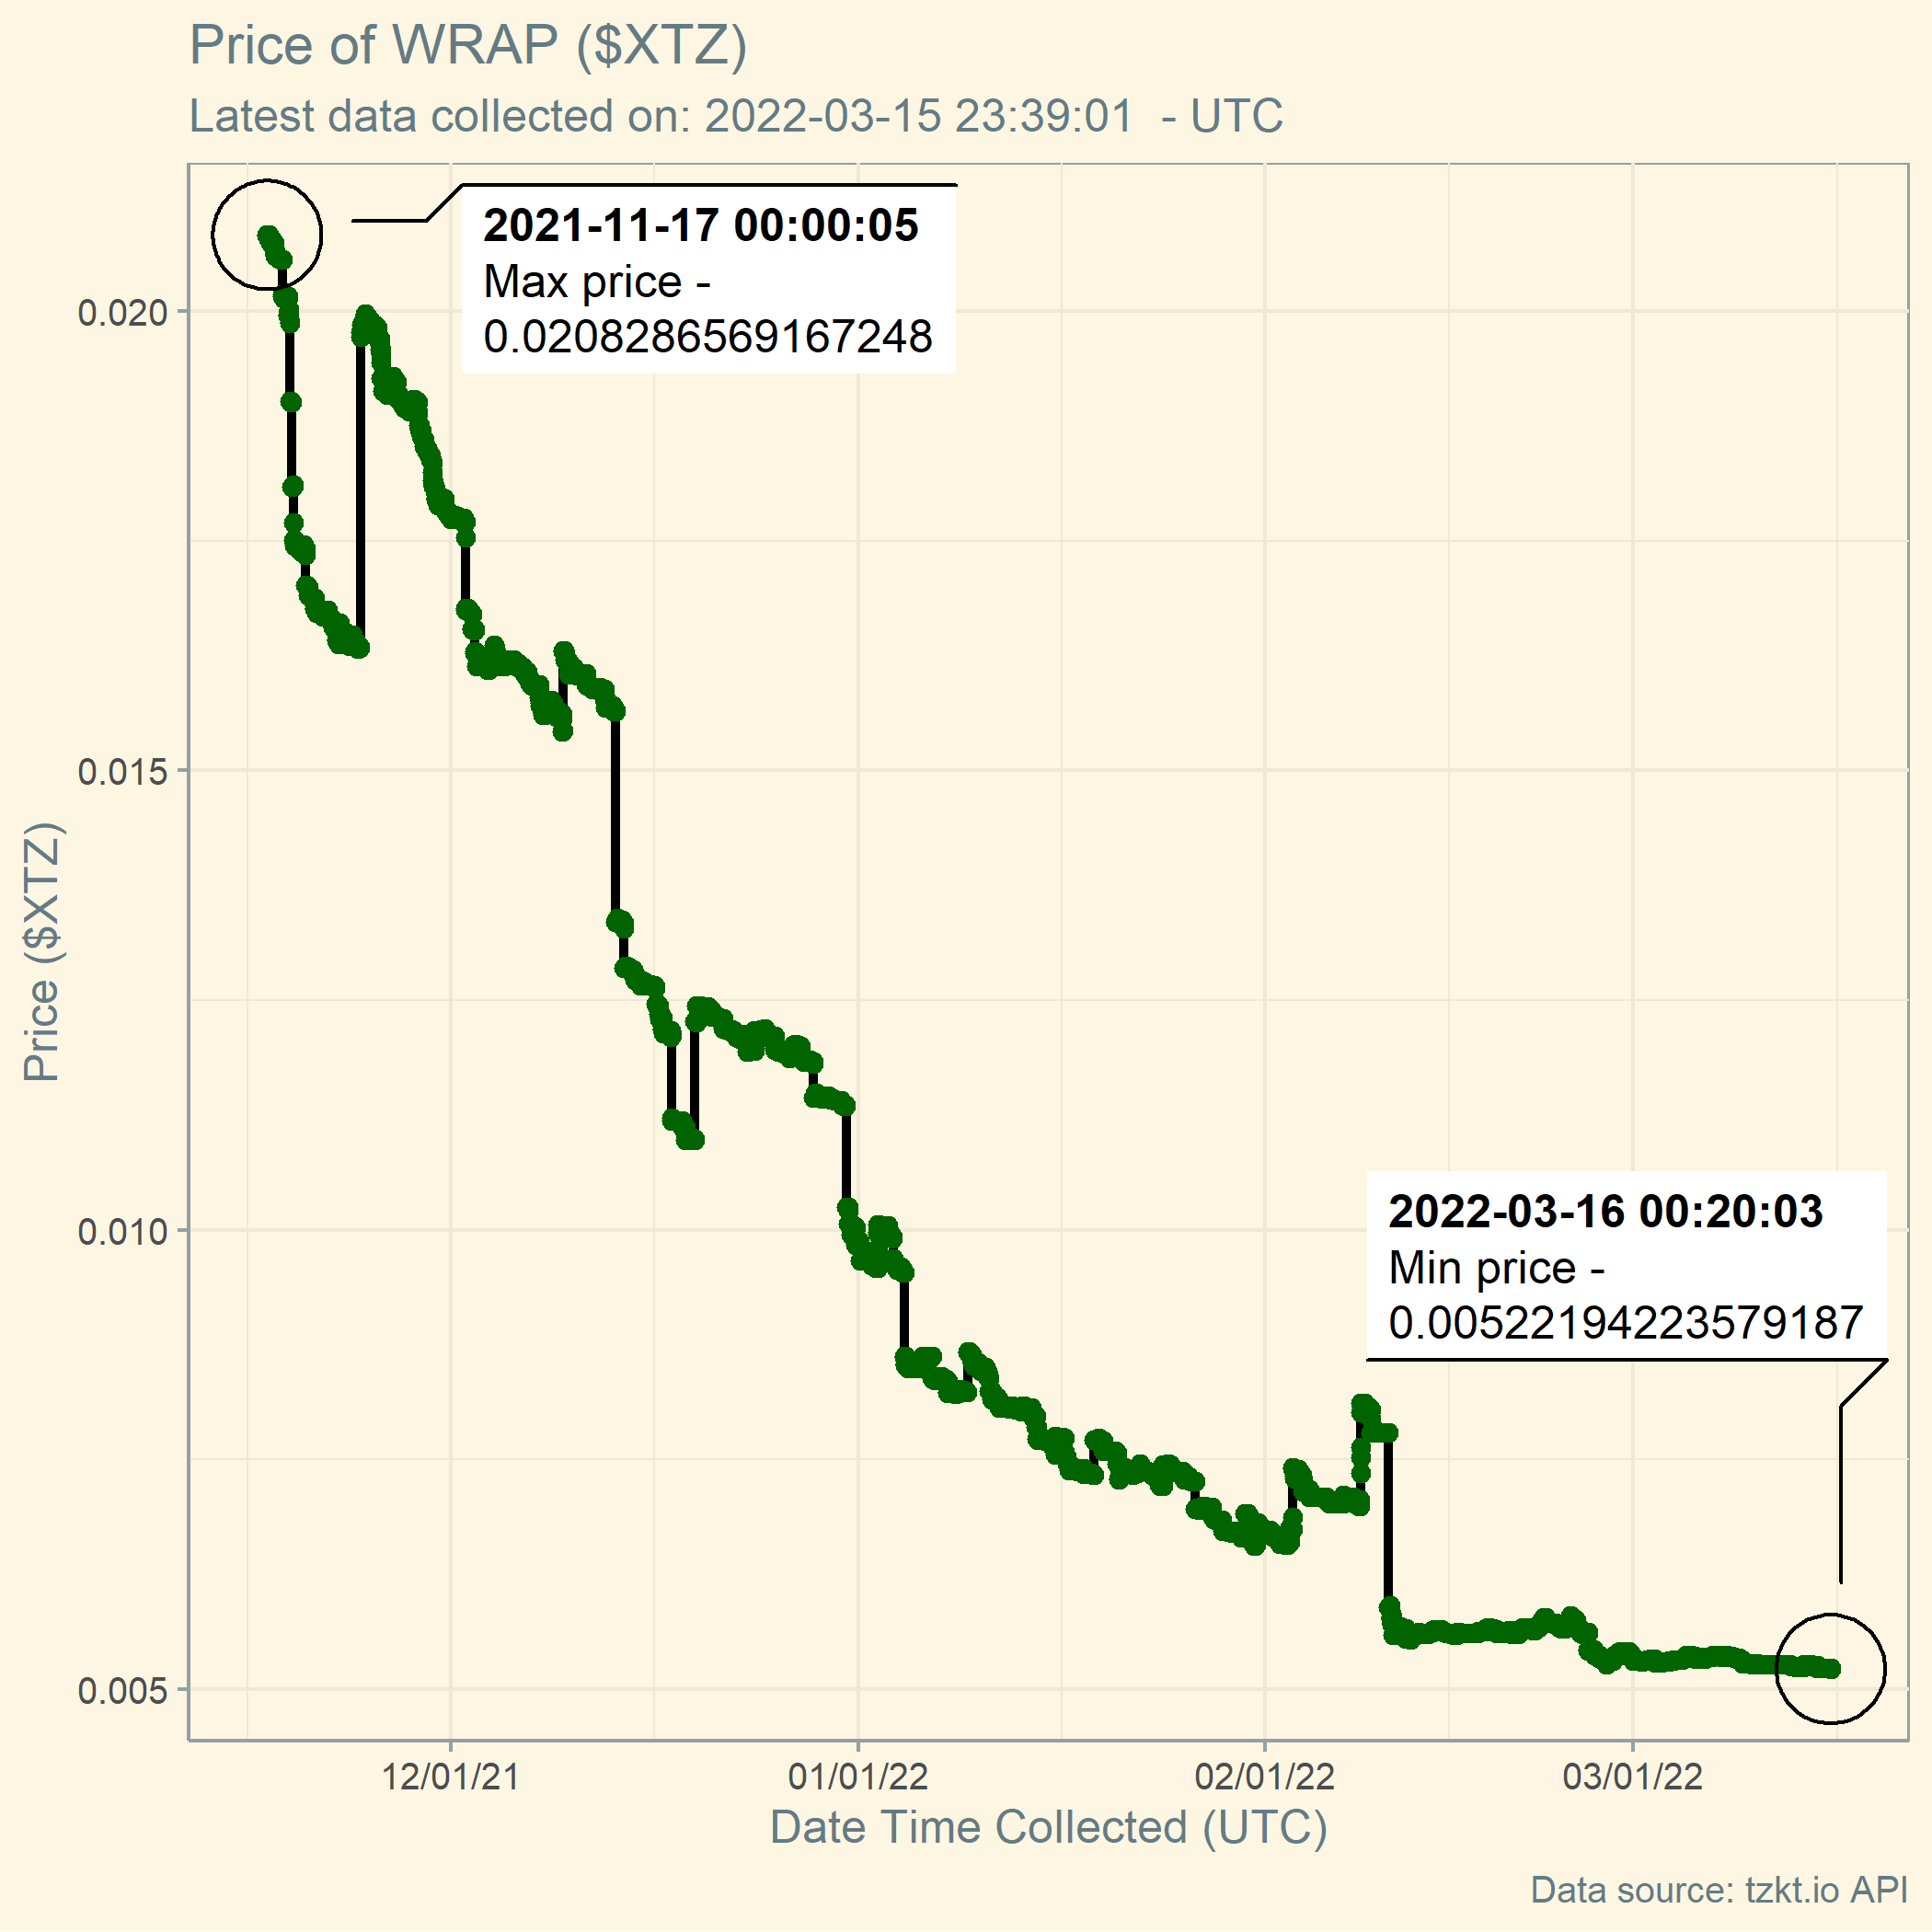 Price of WRAP ($XTZ)
Latest data collected on: 2022-03-15 23:39:01  - UTC
2021-11-17 00:00:05
Max price -
0.0208286569167248
0.020
0.015
0.010
0.005
Price ($XTZ)
2022-03-16 00:20:03
Min price -
0.00522194223579187
12/01/21
01/01/22
02/01/22
03/01/22
Date Time Collected (UTC)
Data source: tzkt.io API